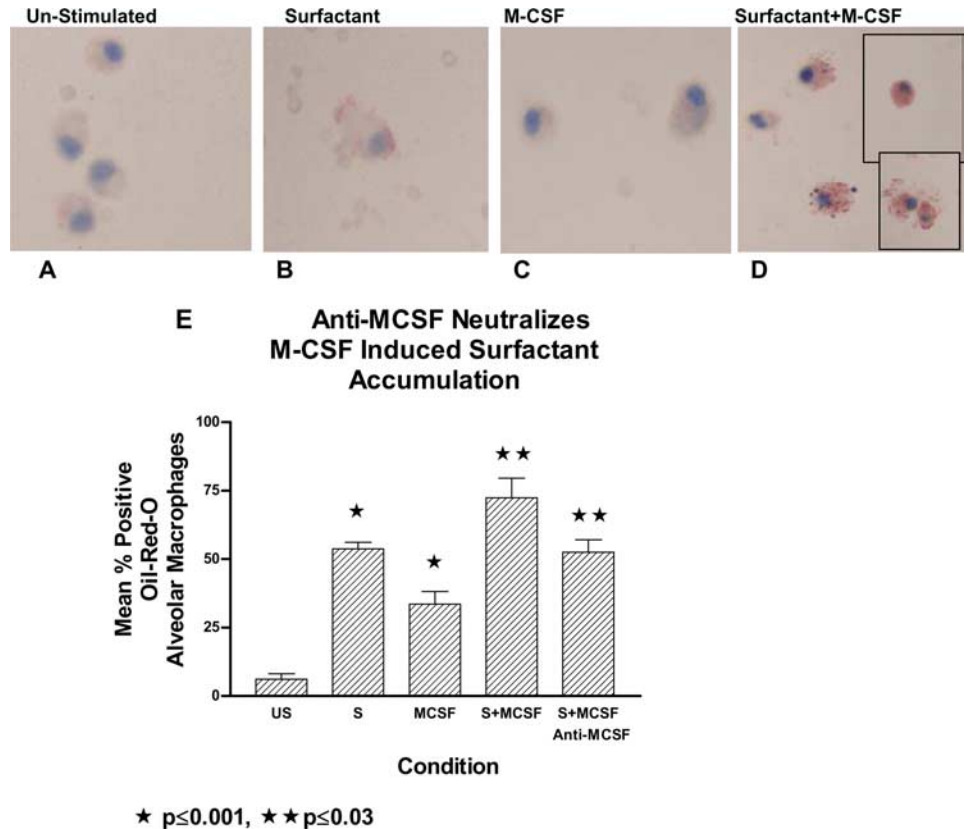 Un-Stimulated
Surfactant
M-CSF
Surfactant+M-CSF
A
B
C
D
E
Anti-MCSF Neutralizes
M-CSF Induced Surfactant
Accumulation
Mean % Positive
Oil-Red-O
Alveolar Macrophages
100
75
50
25
0
★
★
★★
★★
US
S
MCSF
S+MCSF
S+MCSF
Anti-MCSF
Condition
★ p≤0.001, ★★p≤0.03